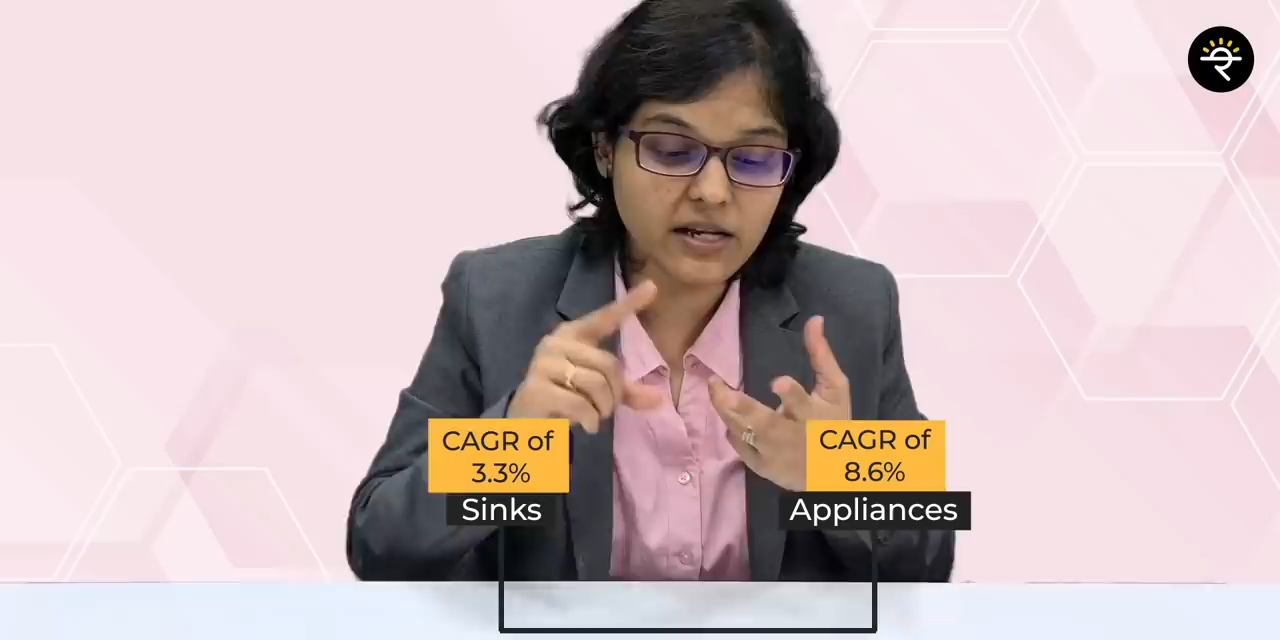 CAGR of
3.3%
Sinks
CAGR of
8.6%
Appliances